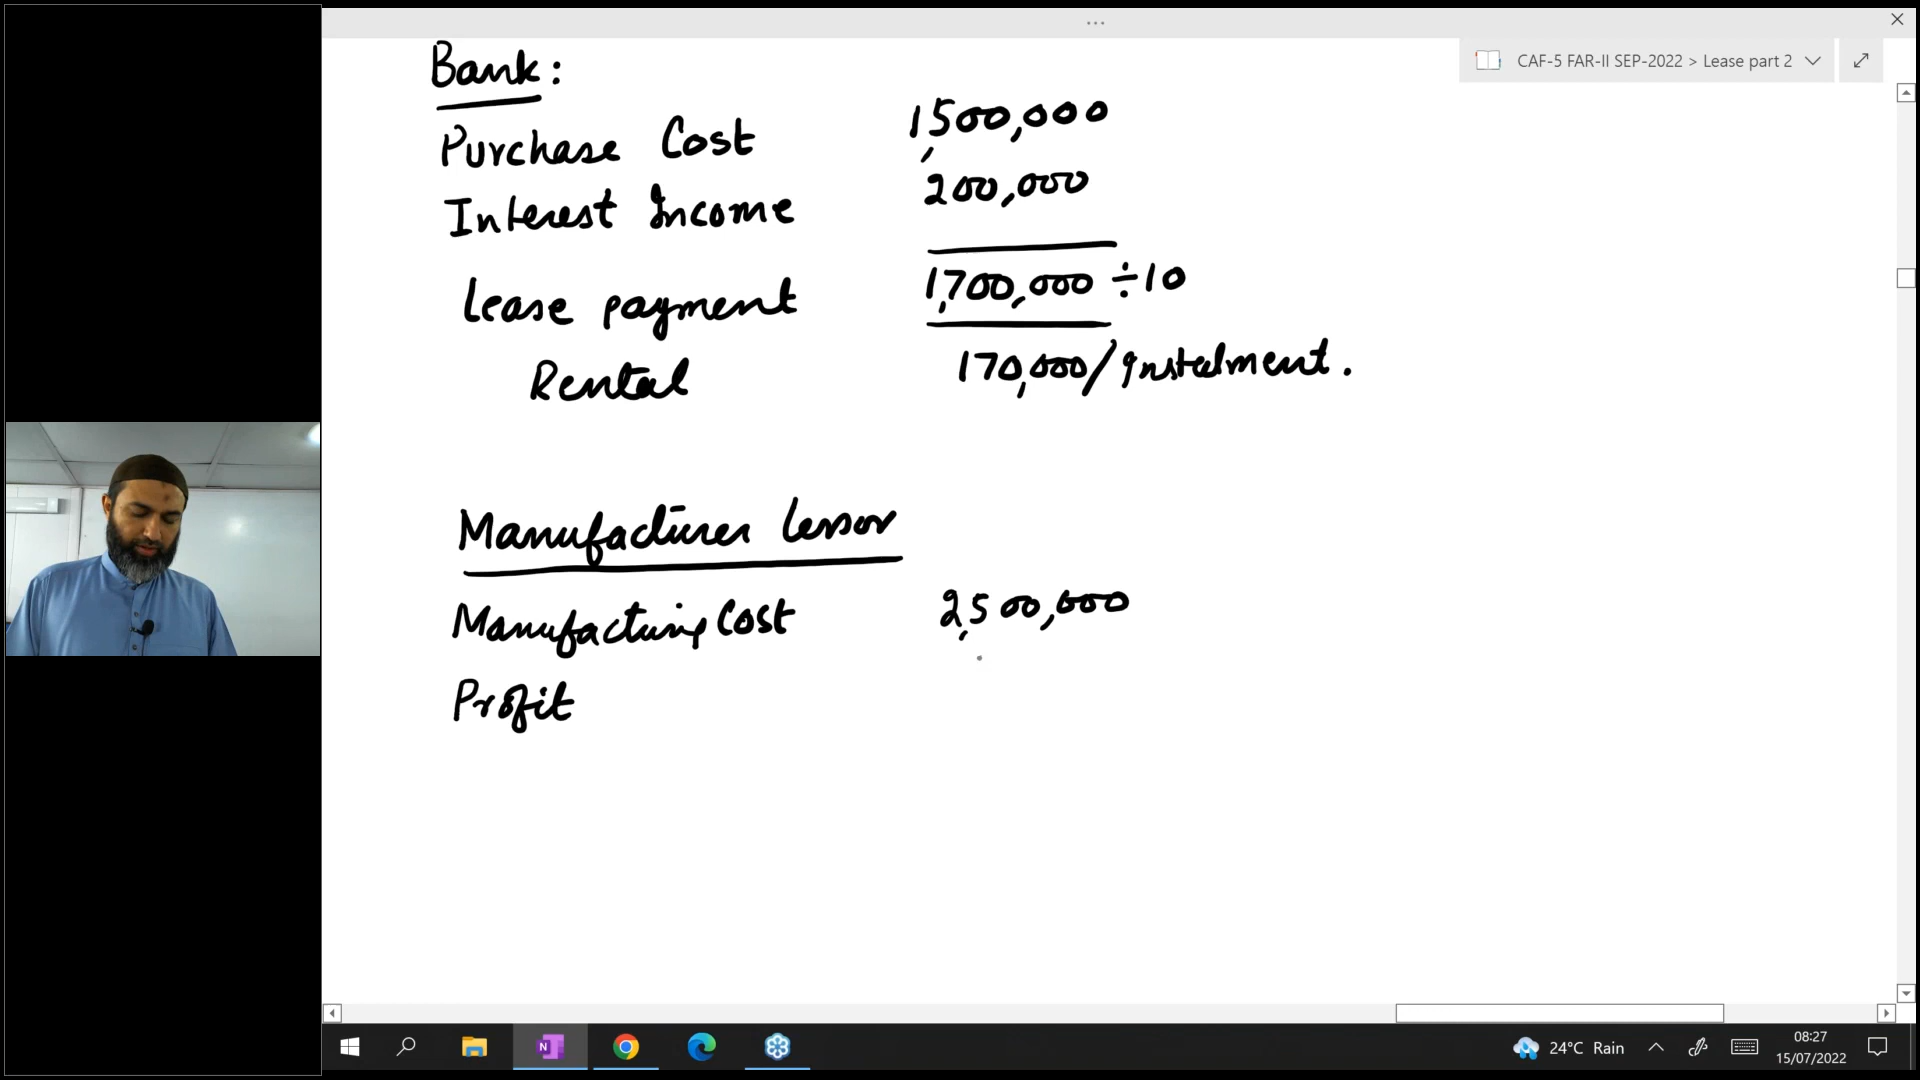 CAF-5 FAR-II SEP-2022 > Lease part 2
Bank:
Purchase Cost 1,500,000
Interest Income 200,000
Lease payment 1,700,000 ÷ 10
Rental 170,000/Instalment.
Manufacturer Lessor
Manufacturing Cost 2,500,000
Profit
24°C Rain
08:27
15/07/2022